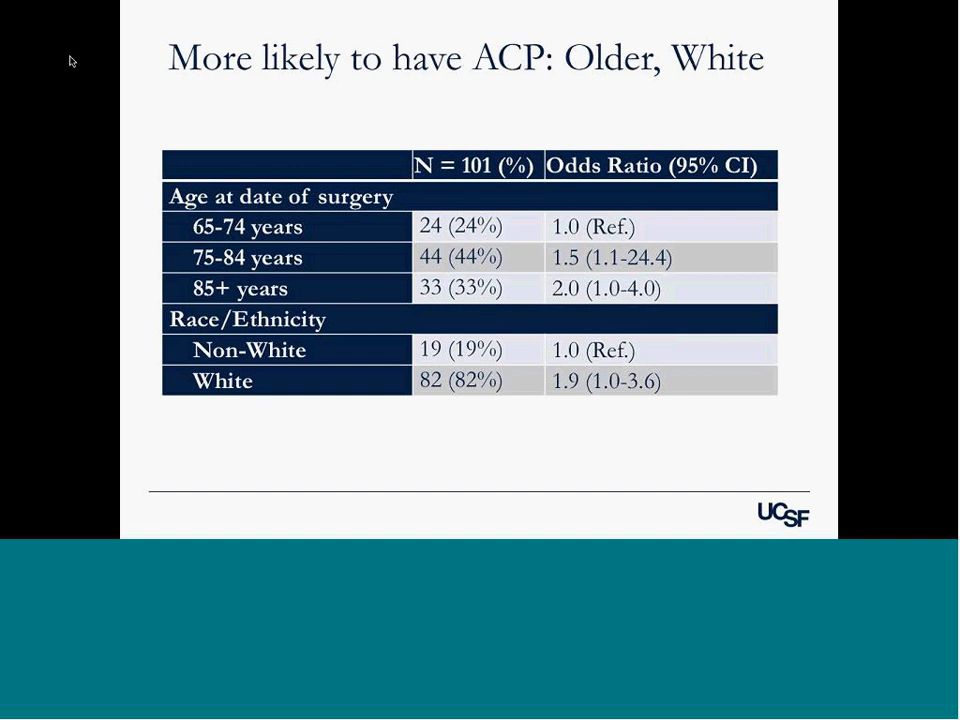 More likely to have ACP: Older, White
N = 101 (%) Odds Ratio (95% CI)
Age at date of surgery
65-74 years 24 (24%) 1.0 (Ref.)
75-84 years 44 (44%) 1.5 (1.1-24.4)
85+ years 33 (33%) 2.0 (1.0-4.0)
Race/Ethnicity
Non-White 19 (19%) 1.0 (Ref.)
White 82 (82%) 1.9 (1.0-3.6)
UCSF